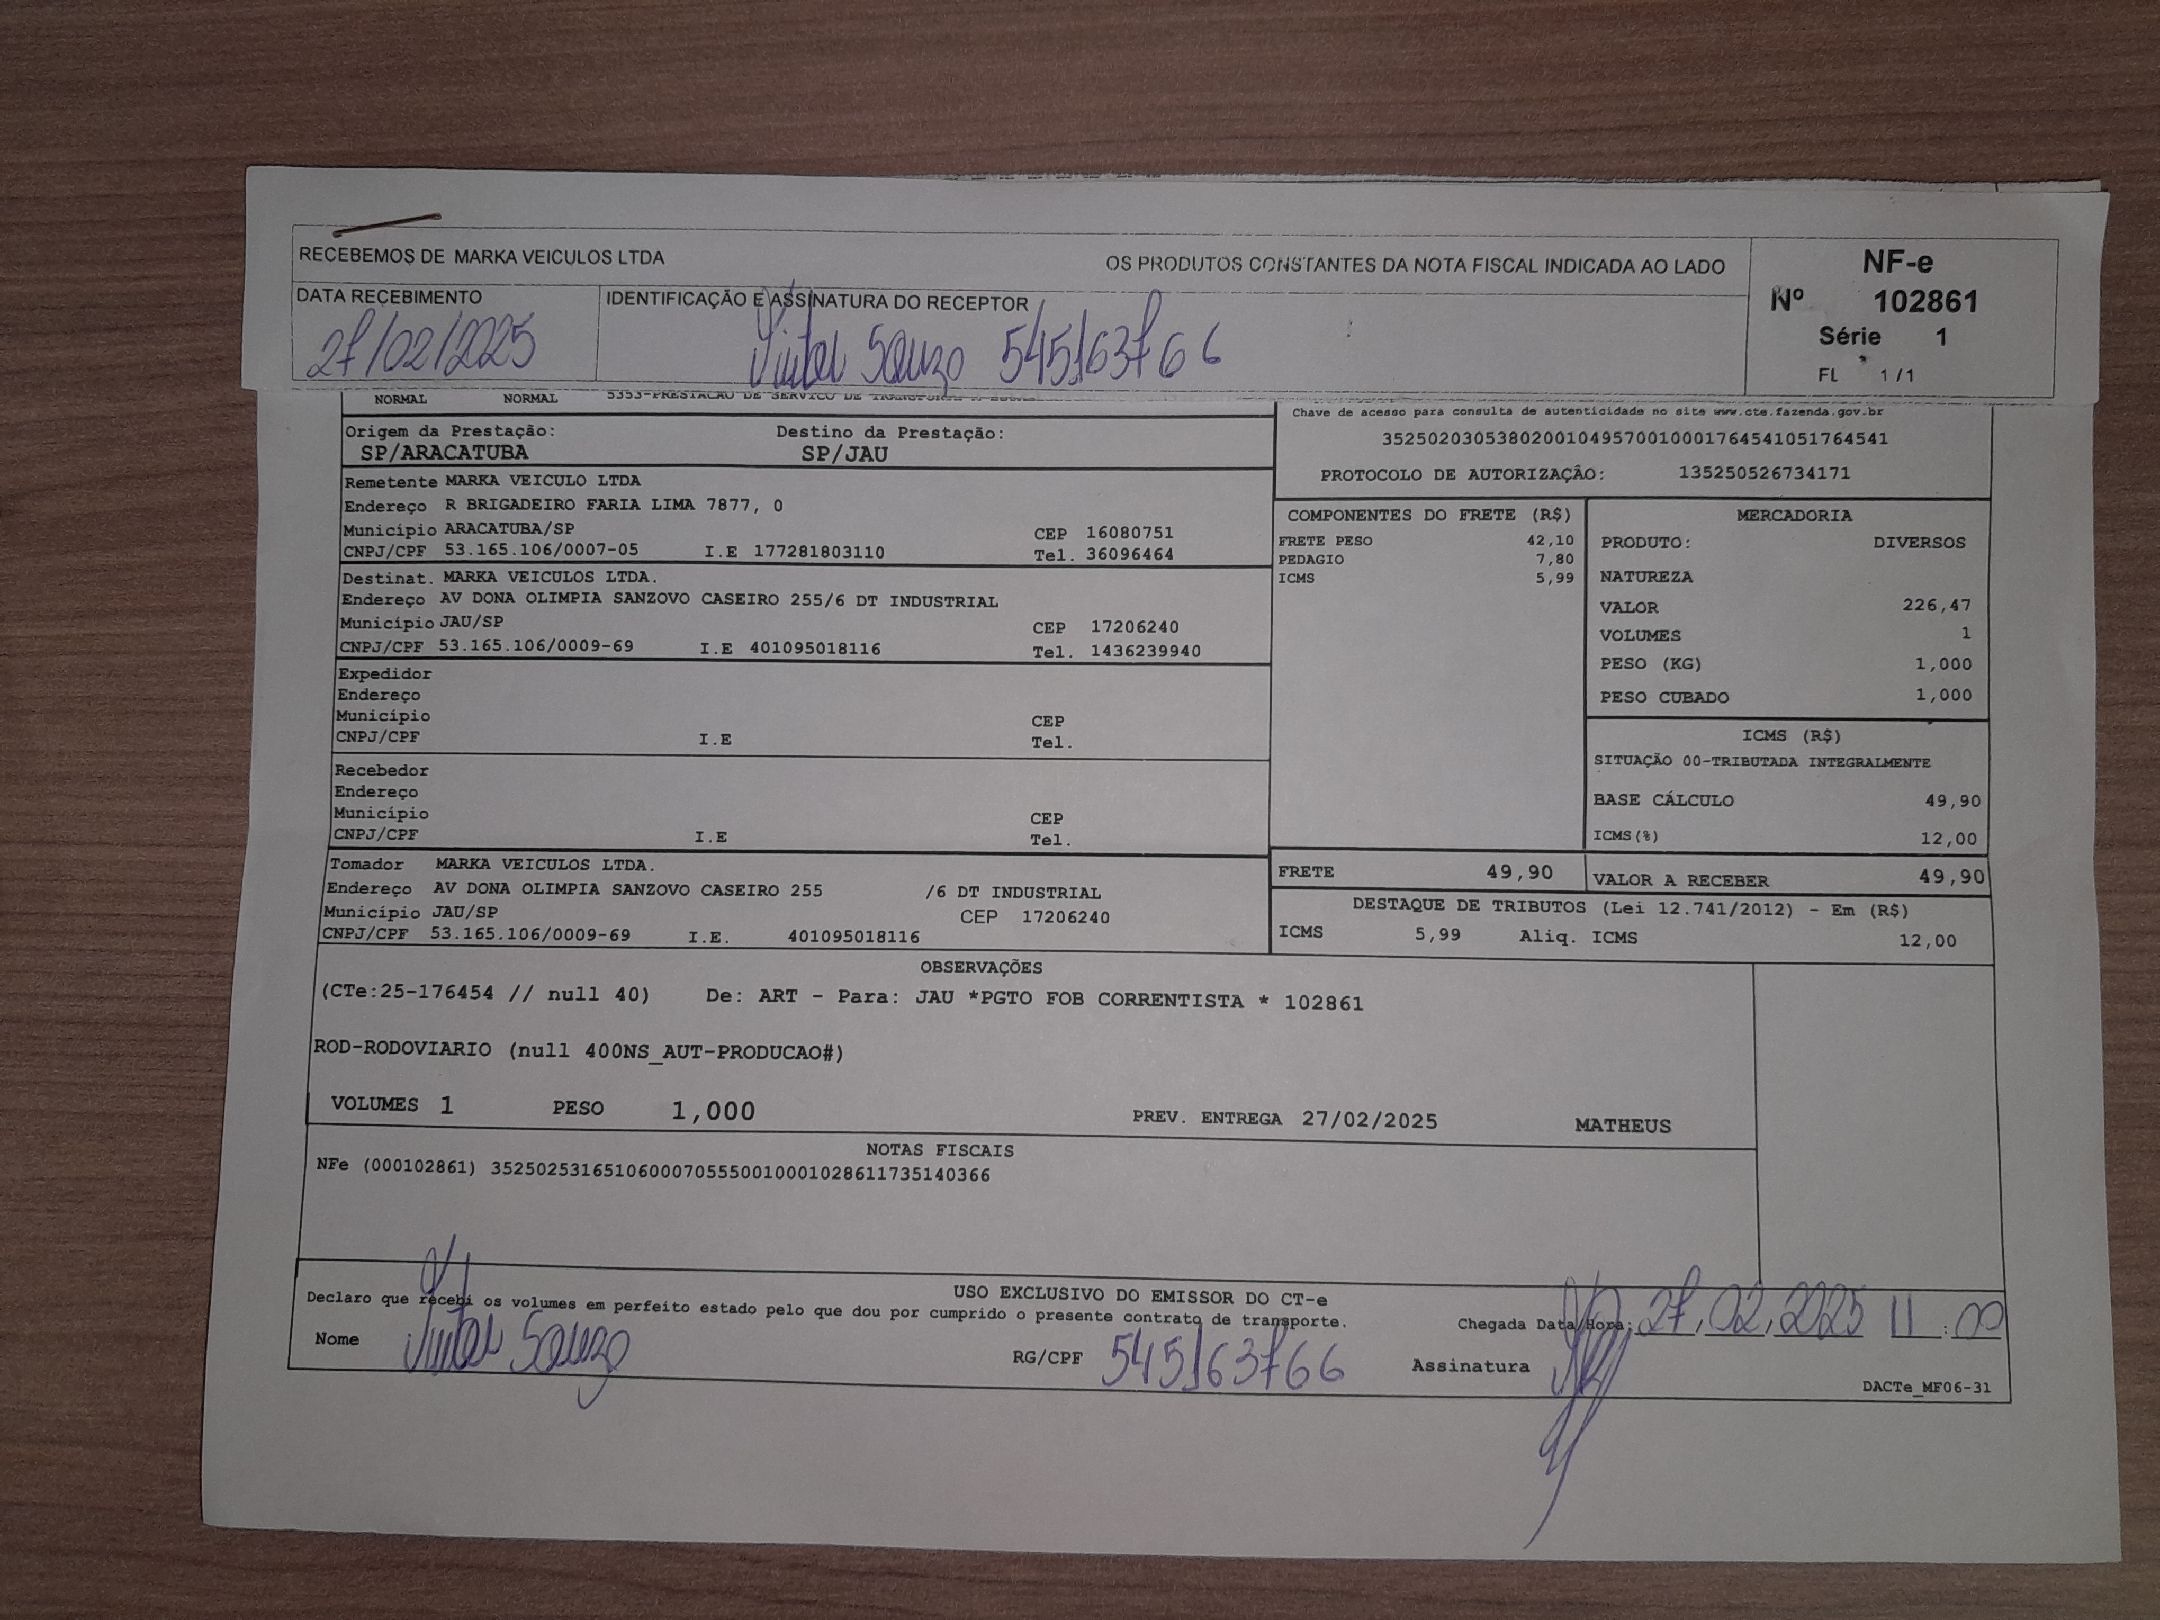 RECEBEMOS DE MARKA VEICULOS LTDA OS PRODUTOS CONSTANTES DA NOTA FISCAL INDICADA AO LADO
NF-e
Nº 102861
Série 1
FL 1/1
DATA RECEBIMENTO
27/02/2025
IDENTIFICAÇÃO E ASSINATURA DO RECEPTOR
Souza 545163766
NORMAL NORMAL 5353-PRESTACAO DE SERVICO DE
Origem da Prestação: Destino da Prestação:
SP/ARACATUBA SP/JAU
Chave de acesso para consulta de autenticidade no site www.cte.fazenda.gov.br
35250203053802001049570010001764541051764541
PROTOCOLO DE AUTORIZAÇÂO: 135250526734171
Remetente MARKA VEICULO LTDA
Endereço R BRIGADEIRO FARIA LIMA 7877, 0
Município ARACATUBA/SP CEP 16080751
CNPJ/CPF 53.165.106/0007-05 I.E 177281803110 Tel. 36096464
Destinat. MARKA VEICULOS LTDA.
Endereço AV DONA OLIMPIA SANZOVO CASEIRO 255/6 DT INDUSTRIAL
Município JAU/SP CEP 17206240
CNPJ/CPF 53.165.106/0009-69 I.E 401095018116 Tel. 1436239940
Expedidor
Endereço
Município CEP
CNPJ/CPF I.E Tel.
Recebedor
Endereço
Município CEP
CNPJ/CPF I.E Tel.
Tomador MARKA VEICULOS LTDA.
Endereço AV DONA OLIMPIA SANZOVO CASEIRO 255 /6 DT INDUSTRIAL
Município JAU/SP CEP 17206240
CNPJ/CPF 53.165.106/0009-69 I.E. 401095018116
COMPONENTES DO FRETE (R$)
FRETE PESO 42,10
PEDAGIO 7,80
ICMS 5,99
MERCADORIA
PRODUTO: DIVERSOS
NATUREZA
VALOR 226,47
VOLUMES 1
PESO (KG) 1,000
PESO CUBADO 1,000
ICMS (R$)
SITUAÇÃO 00-TRIBUTADA INTEGRALMENTE
BASE CÁLCULO 49,90
ICMS(%) 12,00
FRETE 49,90 VALOR A RECEBER 49,90
DESTAQUE DE TRIBUTOS (Lei 12.741/2012) - Em (R$)
ICMS 5,99 Aliq. ICMS 12,00
OBSERVAÇÕES
(CTe:25-176454 // null 40) De: ART - Para: JAU *PGTO FOB CORRENTISTA * 102861
ROD-RODOVIARIO (null 400NS_AUT-PRODUCAO#)
VOLUMES 1 PESO 1,000 PREV. ENTREGA 27/02/2025 MATHEUS
NOTAS FISCAIS
NFe (000102861) 35250253165106000705550010001028611735140366
USO EXCLUSIVO DO EMISSOR DO CT-e
Declaro que recebi os volumes em perfeito estado pelo que dou por cumprido o presente contrato de transporte.
Chegada Data/Hora: 27,02,2025 11:00
Nome Souza RG/CPF 545163766 Assinatura
DACTe_MF06-31